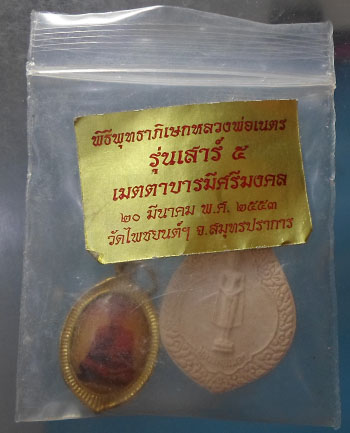 พิธีพุทธาภิเษกหลวงพ่อเนตร
รุ่นเสาร์ ๕
เมตตาบารมีศรีมงคล
๒๐ มีนาคม พ.ศ. ๒๕๕๓
วัดไพชยนต์ฯ จ.สมุทรปราการ